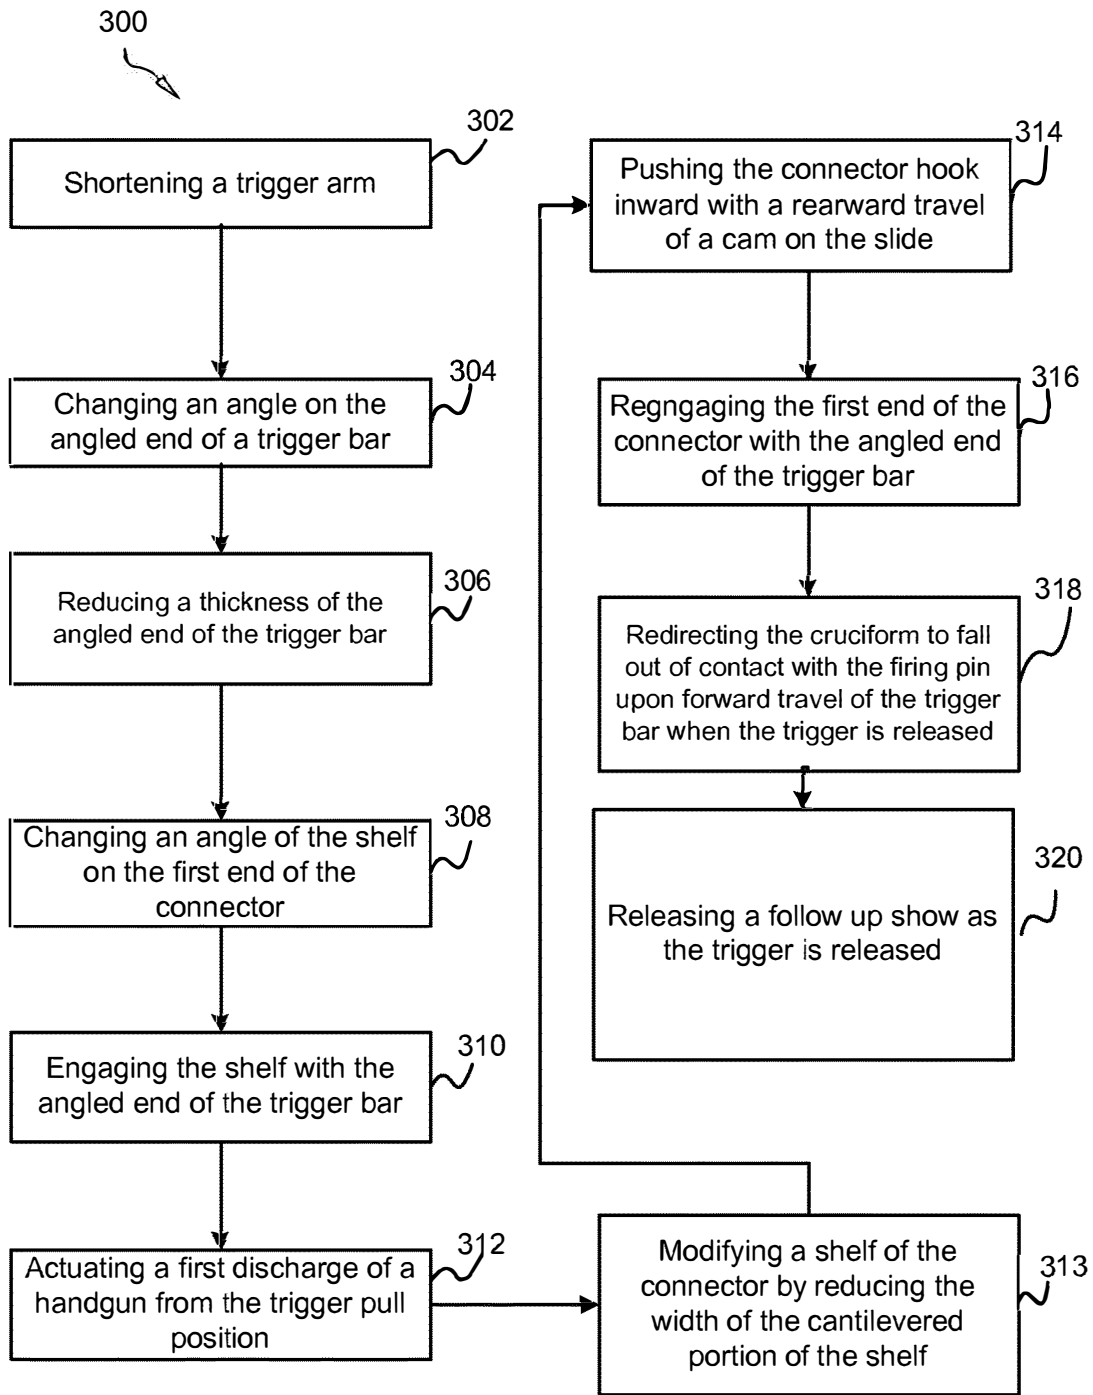 300
302
Shortening a trigger arm
304
Changing an angle on the
angled end of a trigger bar
306
Reducing a thickness of the
angled end of the trigger bar
308
Changing an angle of the shelf
on the first end of the
connector
310
Engaging the shelf with the
angled end of the trigger bar
312
Actuating a first discharge of a
handgun from the trigger pull
position
313
Modifying a shelf of the
connector by reducing the
width of the cantilevered
portion of the shelf
314
Pushing the connector hook
inward with a rearward travel
of a cam on the slide
316
Regngaging the first end of the
connector with the angled end
of the trigger bar
318
Redirecting the cruciform to fall
out of contact with the firing pin
upon forward travel of the trigger
bar when the trigger is released
320
Releasing a follow up show as
the trigger is released